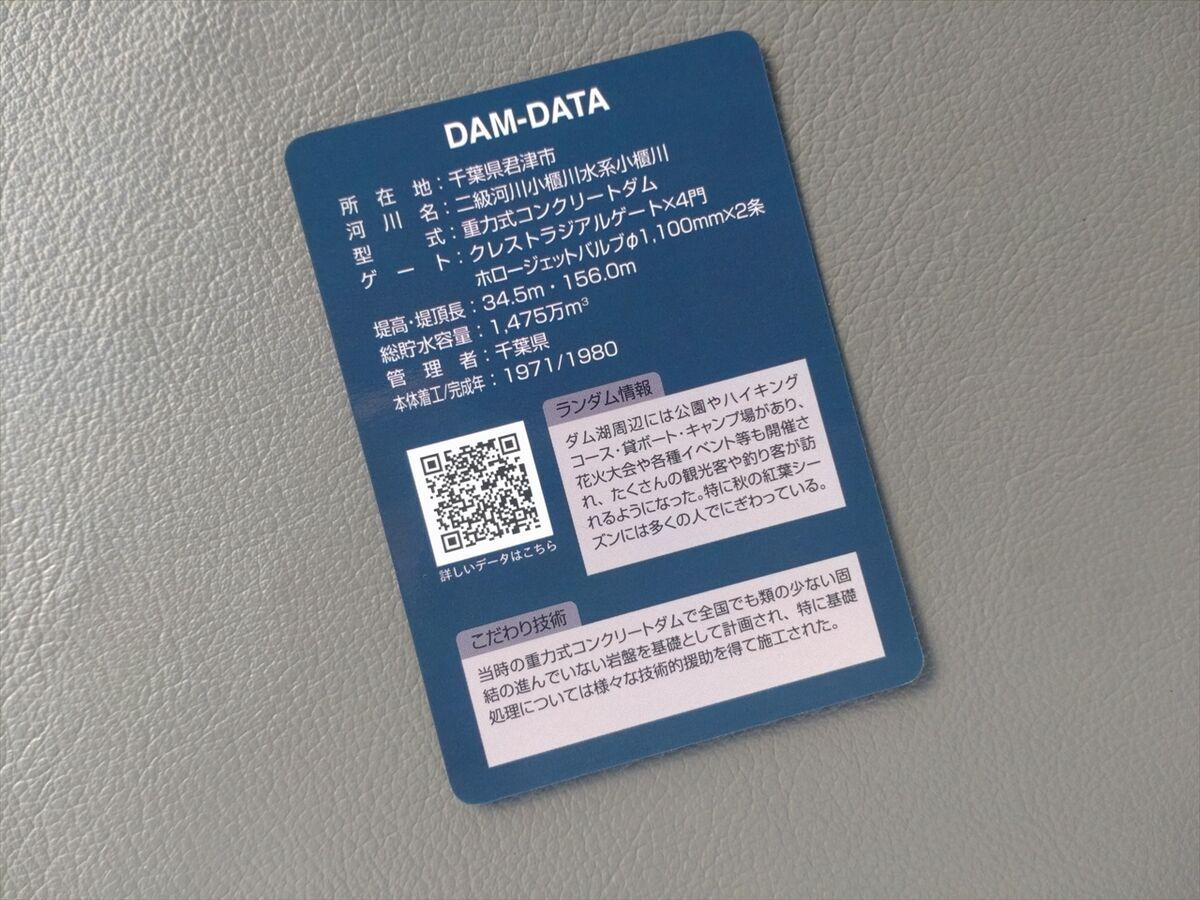 DAM-DATA
所在地：千葉県君津市
河川名：二級河川小櫃川水系小櫃川
型式：重力式コンクリートダム
ゲート：クレストラジアルゲート×4門
ホロージェットバルブφ1,100mm×2条
堤高・堤頂長：34.5m・156.0m
総貯水容量：1,475万m³
管理者：千葉県
本体着工/完成年：1971/1980
詳しいデータはこちら
ランダム情報
ダム湖周辺には公園やハイキング
コース・貸ボート・キャンプ場があり、
花火大会や各種イベント等も開催さ
れ、たくさんの観光客や釣り客が訪
れるようになった。特に秋の紅葉シー
ズンには多くの人でにぎわっている。
こだわり技術
当時の重力式コンクリートダムで全国でも類の少ない固
結の進んでいない岩盤を基礎として計画され、特に基礎
処理については様々な技術的援助を得て施工された。